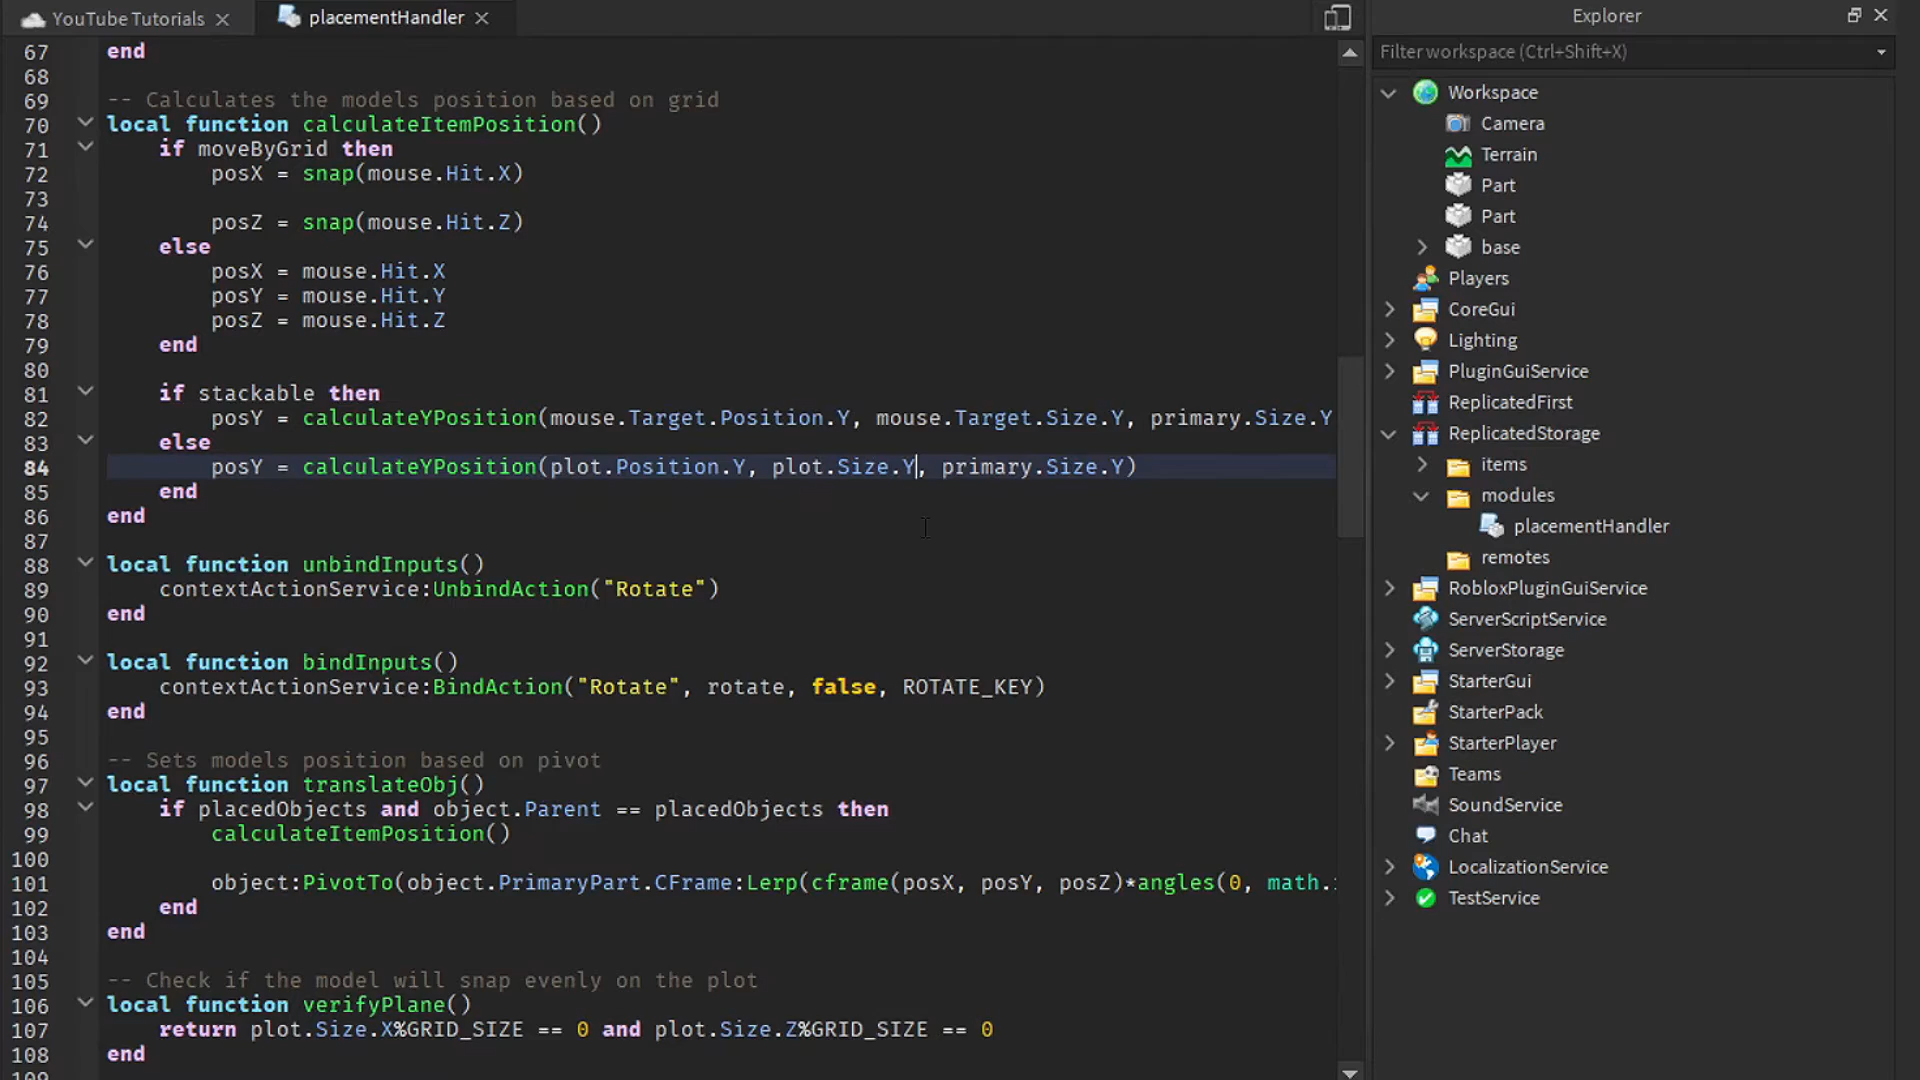 YouTube Tutorials
placementHandler
67 end
68
69 -- Calculates the models position based on grid
70 local function calculateItemPosition()
71 if moveByGrid then
72 posX = snap(mouse.Hit.X)
73
74 posZ = snap(mouse.Hit.Z)
75 else
76 posX = mouse.Hit.X
77 posY = mouse.Hit.Y
78 posZ = mouse.Hit.Z
79 end
80
81 if stackable then
82 posY = calculateYPosition(mouse.Target.Position.Y, mouse.Target.Size.Y, primary.Size.Y
83 else
84 posY = calculateYPosition(plot.Position.Y, plot.Size.Y, primary.Size.Y)
85 end
86 end
87
88 local function unbindInputs()
89 contextActionService:UnbindAction("Rotate")
90 end
91
92 local function bindInputs()
93 contextActionService:BindAction("Rotate", rotate, false, ROTATE_KEY)
94 end
95
96 -- Sets models position based on pivot
97 local function translateObj()
98 if placedObjects and object.Parent == placedObjects then
99 calculateItemPosition()
100
101 object:PivotTo(object.PrimaryPart.CFrame:Lerp(cframe(posX, posY, posZ)*angles(0, math.
102 end
103 end
104
105 -- Check if the model will snap evenly on the plot
106 local function verifyPlane()
107 return plot.Size.X%GRID_SIZE == 0 and plot.Size.Z%GRID_SIZE == 0
108 end
109
Explorer
Filter workspace (Ctrl+Shift+X)
Workspace
Camera
Terrain
Part
Part
base
Players
CoreGui
Lighting
PluginGuiService
ReplicatedFirst
ReplicatedStorage
items
modules
placementHandler
remotes
RobloxPluginGuiService
ServerScriptService
ServerStorage
StarterGui
StarterPack
StarterPlayer
Teams
SoundService
Chat
LocalizationService
TestService